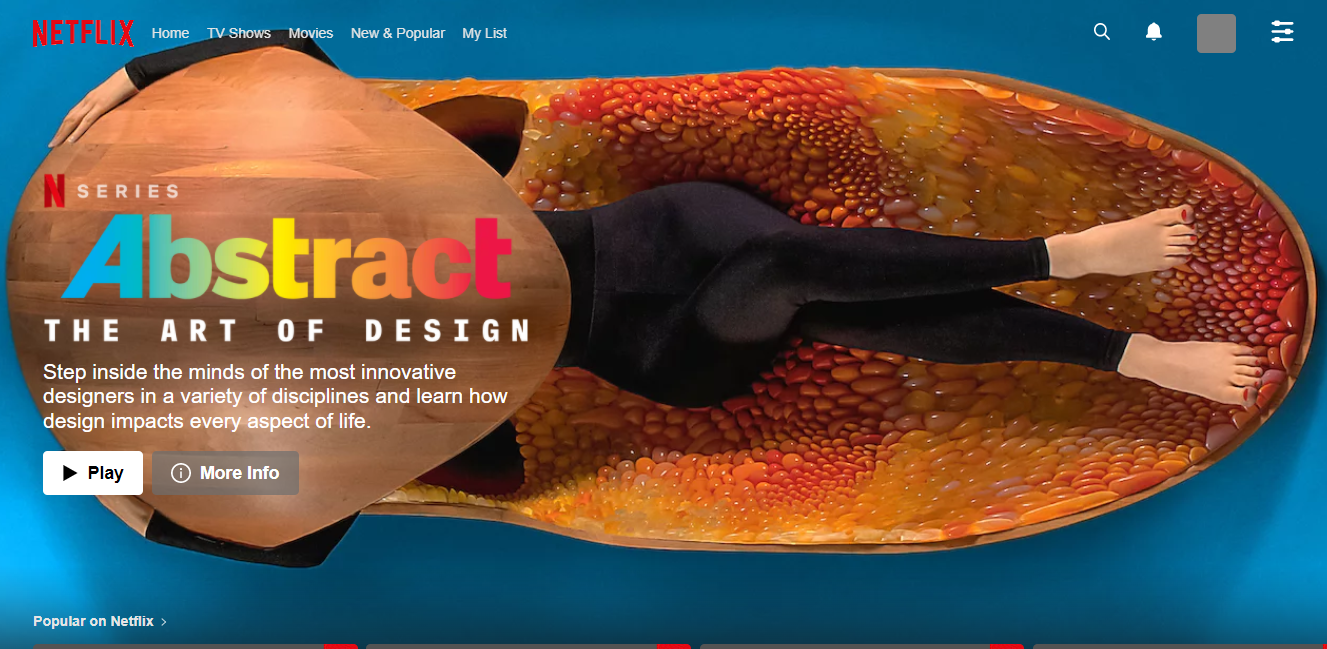 NETFLIX Home TV Shows Movies New & Popular My List
N SERIES
Abstract
THE ART OF DESIGN
Step inside the minds of the most innovative
designers in a variety of disciplines and learn how
design impacts every aspect of life.
Play More Info
Popular on Netflix >